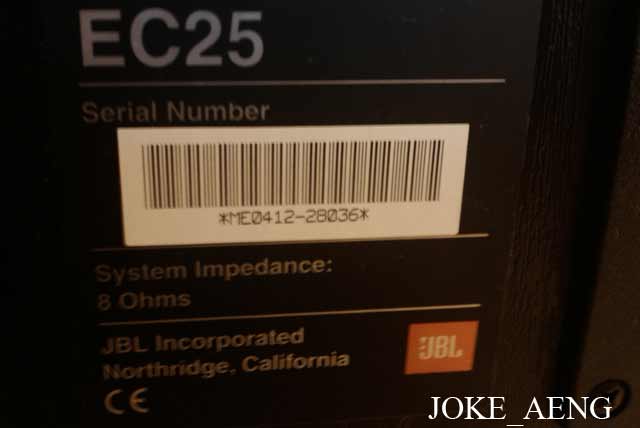 EC25
Serial Number
*ME0412-28036*
System Impedance:
8 Ohms
JBL Incorporated
Northridge, California
JBL
CE
JOKE_AENG